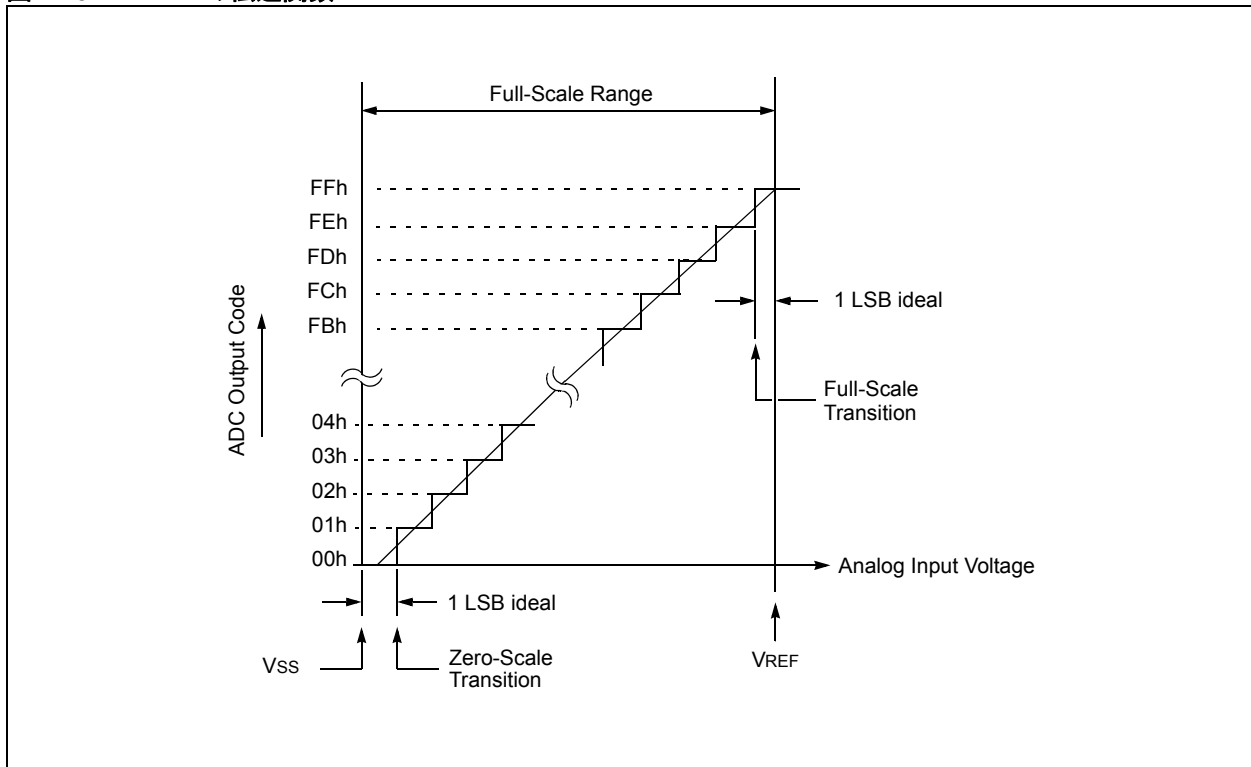 Full-Scale Range
FFh
FEh
FDh
FCh
FBh
1 LSB ideal
ADC Output Code
Full-Scale
Transition
04h
03h
02h
01h
00h
Analog Input Voltage
1 LSB ideal
VSS
Zero-Scale
Transition
VREF